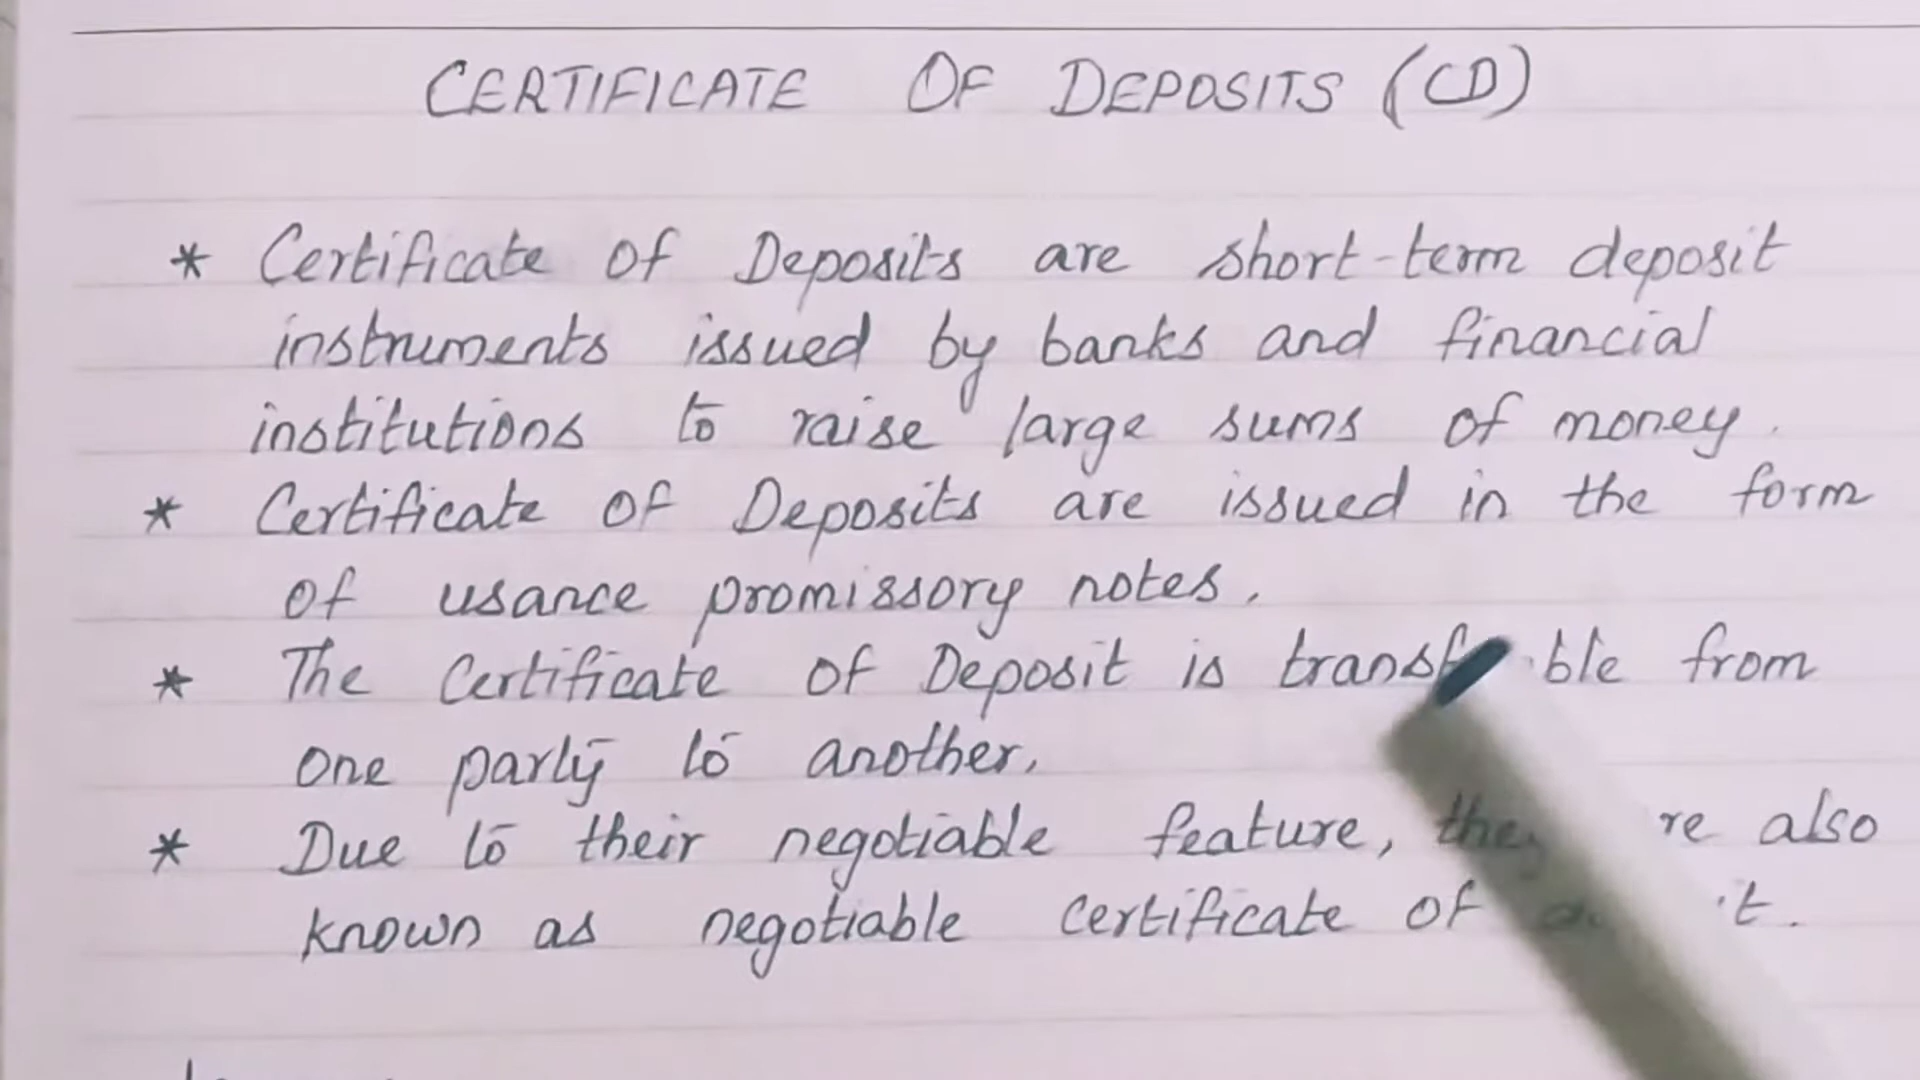 CERTIFICATE OF DEPOSITS (CD)
* Certificate of Deposits are short-term deposit
instruments issued by banks and financial
institutions to raise large sums of money.
* Certificate of Deposits are issued in the form
of usance promissory notes.
* The Certificate of Deposit is from
one party to another.
* Due to their negotiable feature, they also
known as negotiable certificate of